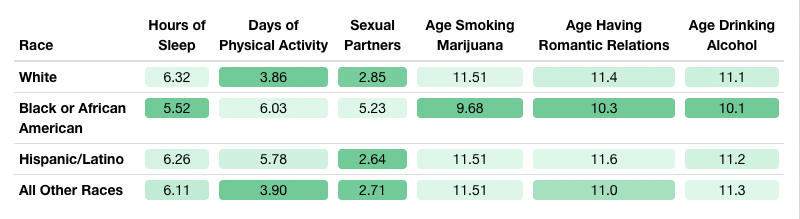 Race Hours of Sleep Days of Physical Activity Sexual Partners Age Smoking Marijuana Age Having Romantic Relations Age Drinking Alcohol
White 6.32 3.86 2.85 11.51 11.4 11.1
Black or African American 5.52 6.03 5.23 9.68 10.3 10.1
Hispanic/Latino 6.26 5.78 2.64 11.51 11.6 11.2
All Other Races 6.11 3.90 2.71 11.51 11.0 11.3